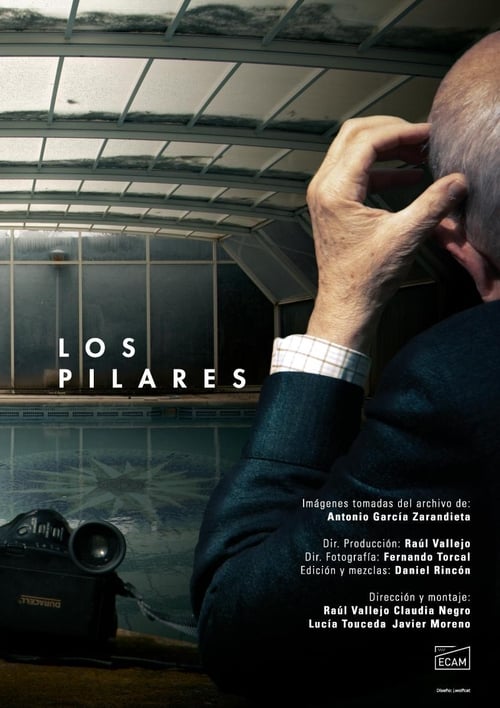 LOS
PILARES
Imágenes tomadas del archivo de:
Antonio García Zarandieta
Dir. Producción: Raúl Vallejo
Dir. Fotografía: Fernando Torcal
Edición y mezclas: Daniel Rincón
Dirección y montaje:
Raúl Vallejo Claudia Negro
Lucía Touceda Javier Moreno
DURACELL
ECAM